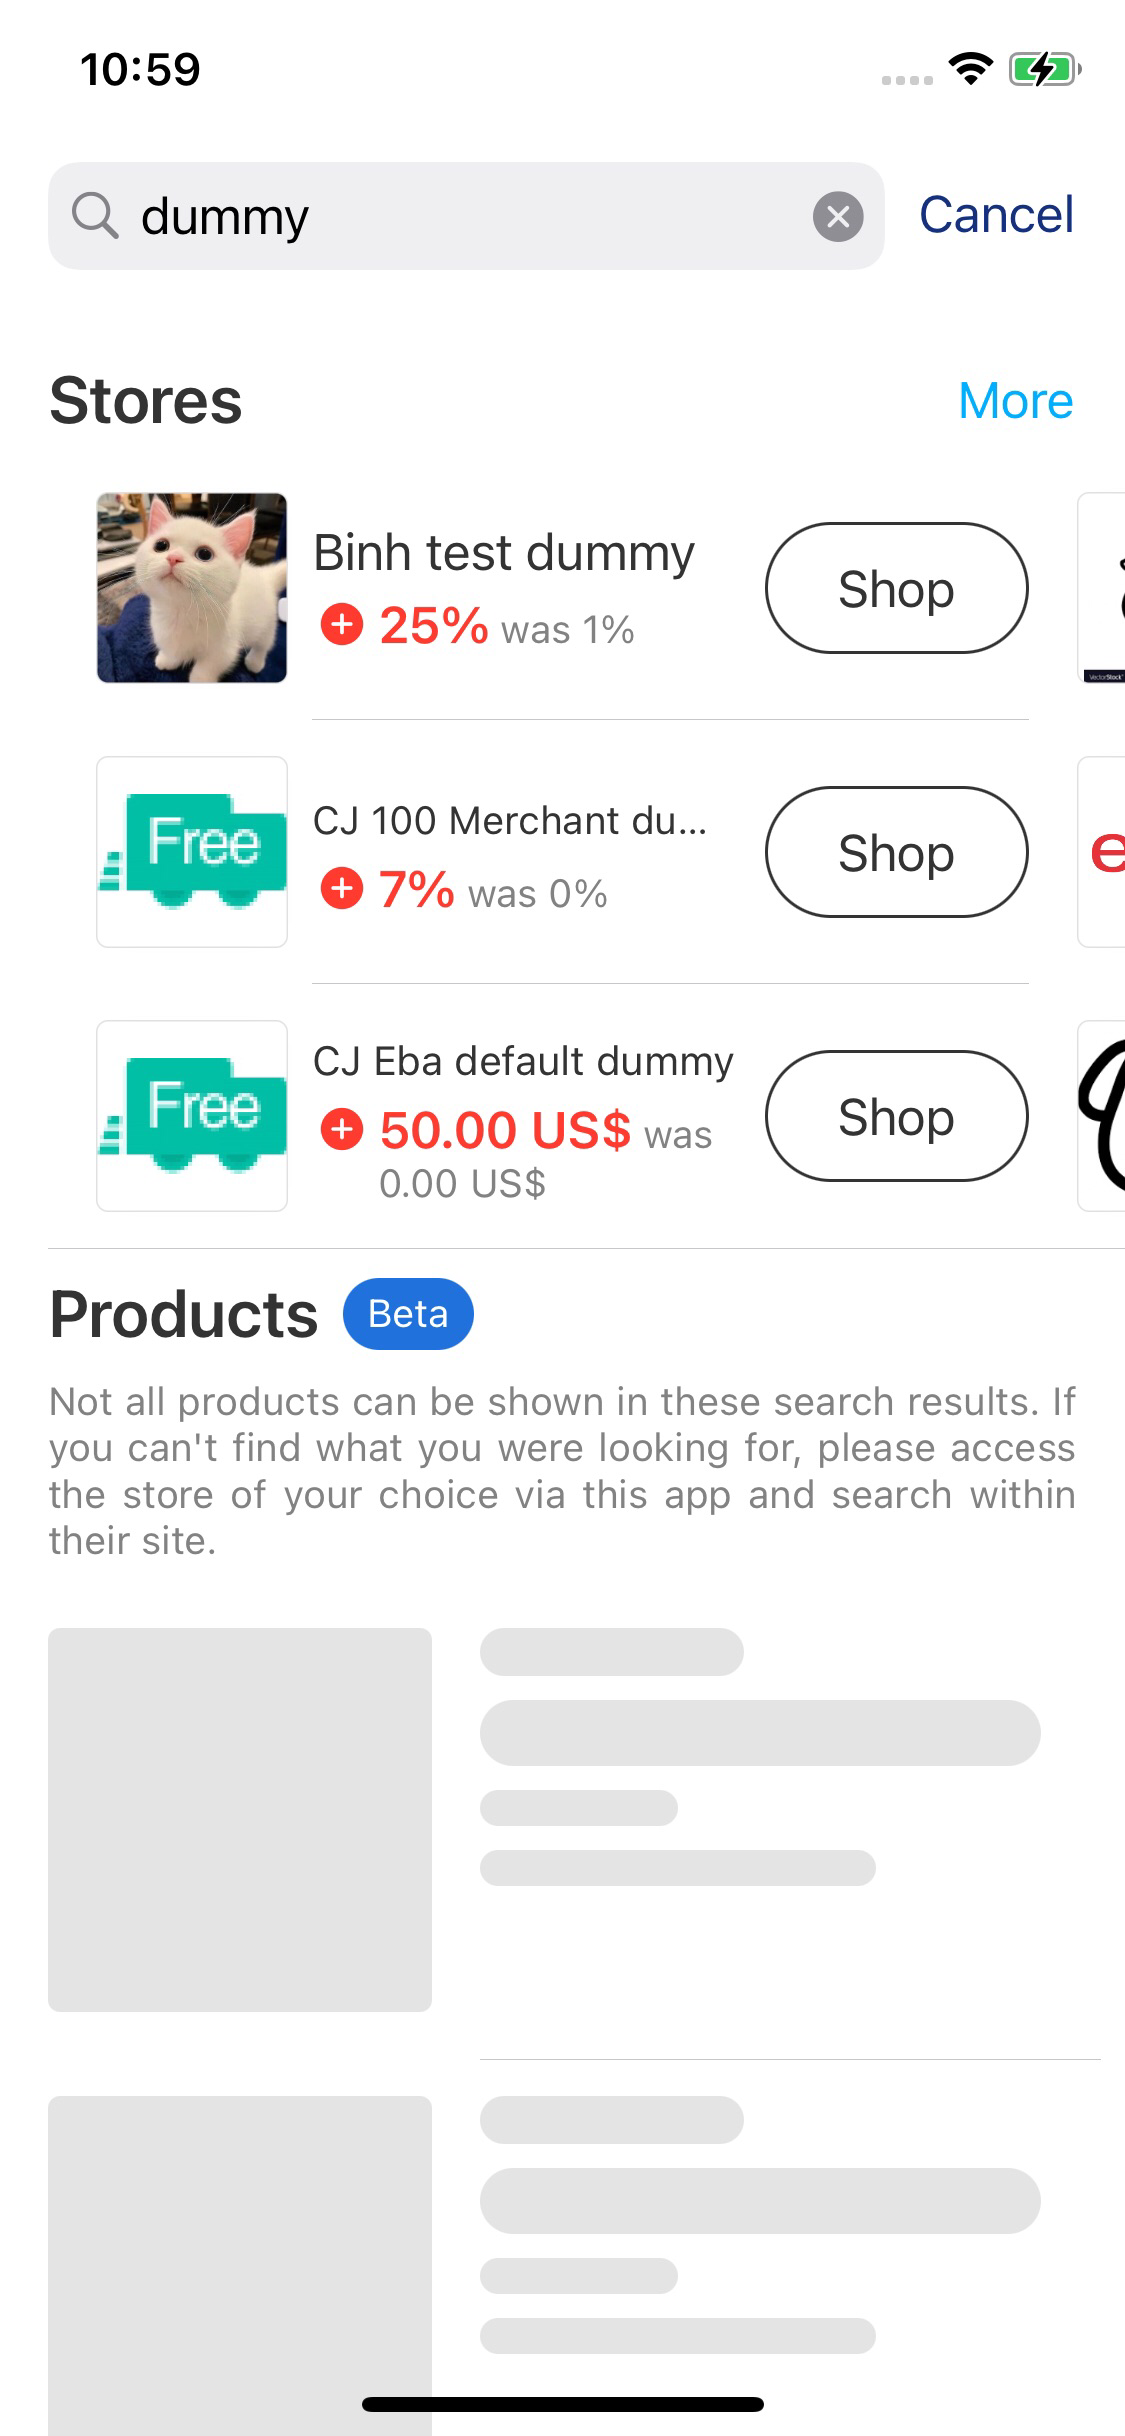 10:59
dummy
Cancel
Stores
More
Binh test dummy
25% was 1%
Shop
VectorStock
Free
CJ 100 Merchant du...
7% was 0%
Shop
e
Free
CJ Eba default dummy
50.00 US$ was
0.00 US$
Shop
Products
Beta
Not all products can be shown in these search results. If
you can't find what you were looking for, please access
the store of your choice via this app and search within
their site.